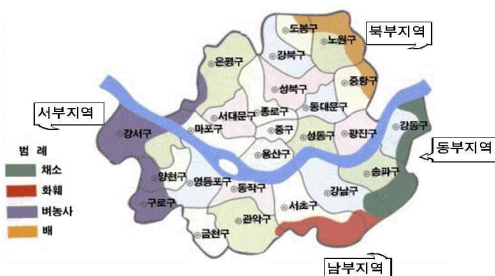 도봉구
노원구
북부지역
강북구
은평구
중랑구
성북구
서부지역
서대문구
종로구
동대문구
강서구
마포구
중구
성동구
광진구
강동구
동부지역
범 례
채소
화훼
벼농사
배
용산구
양천구
영등포구
동작구
송파구
강남구
구로구
관악구
서초구
금천구
남부지역